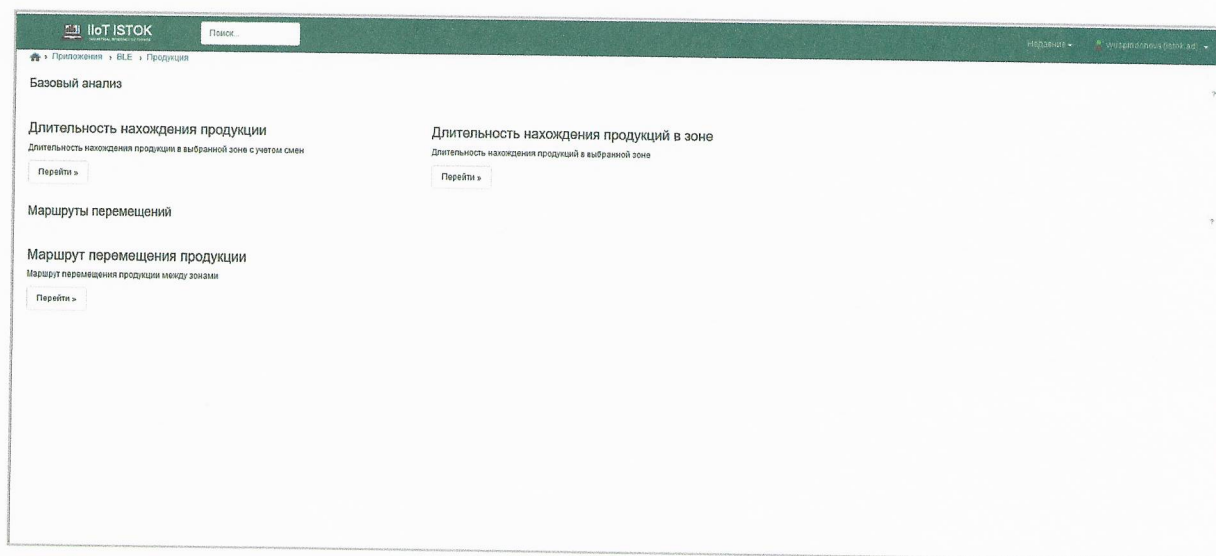 IIoT ISTOK
Поиск...
Недавние
Приложения › BLE › Продукция
Базовый анализ
Длительность нахождения продукции
Длительность нахождения продукции в выбранной зоне с учетом смен
Перейти »
Длительность нахождения продукций в зоне
Длительность нахождения продукций в выбранной зоне
Перейти »
Маршруты перемещений
Маршрут перемещения продукции
Маршрут перемещения продукции между зонами
Перейти »